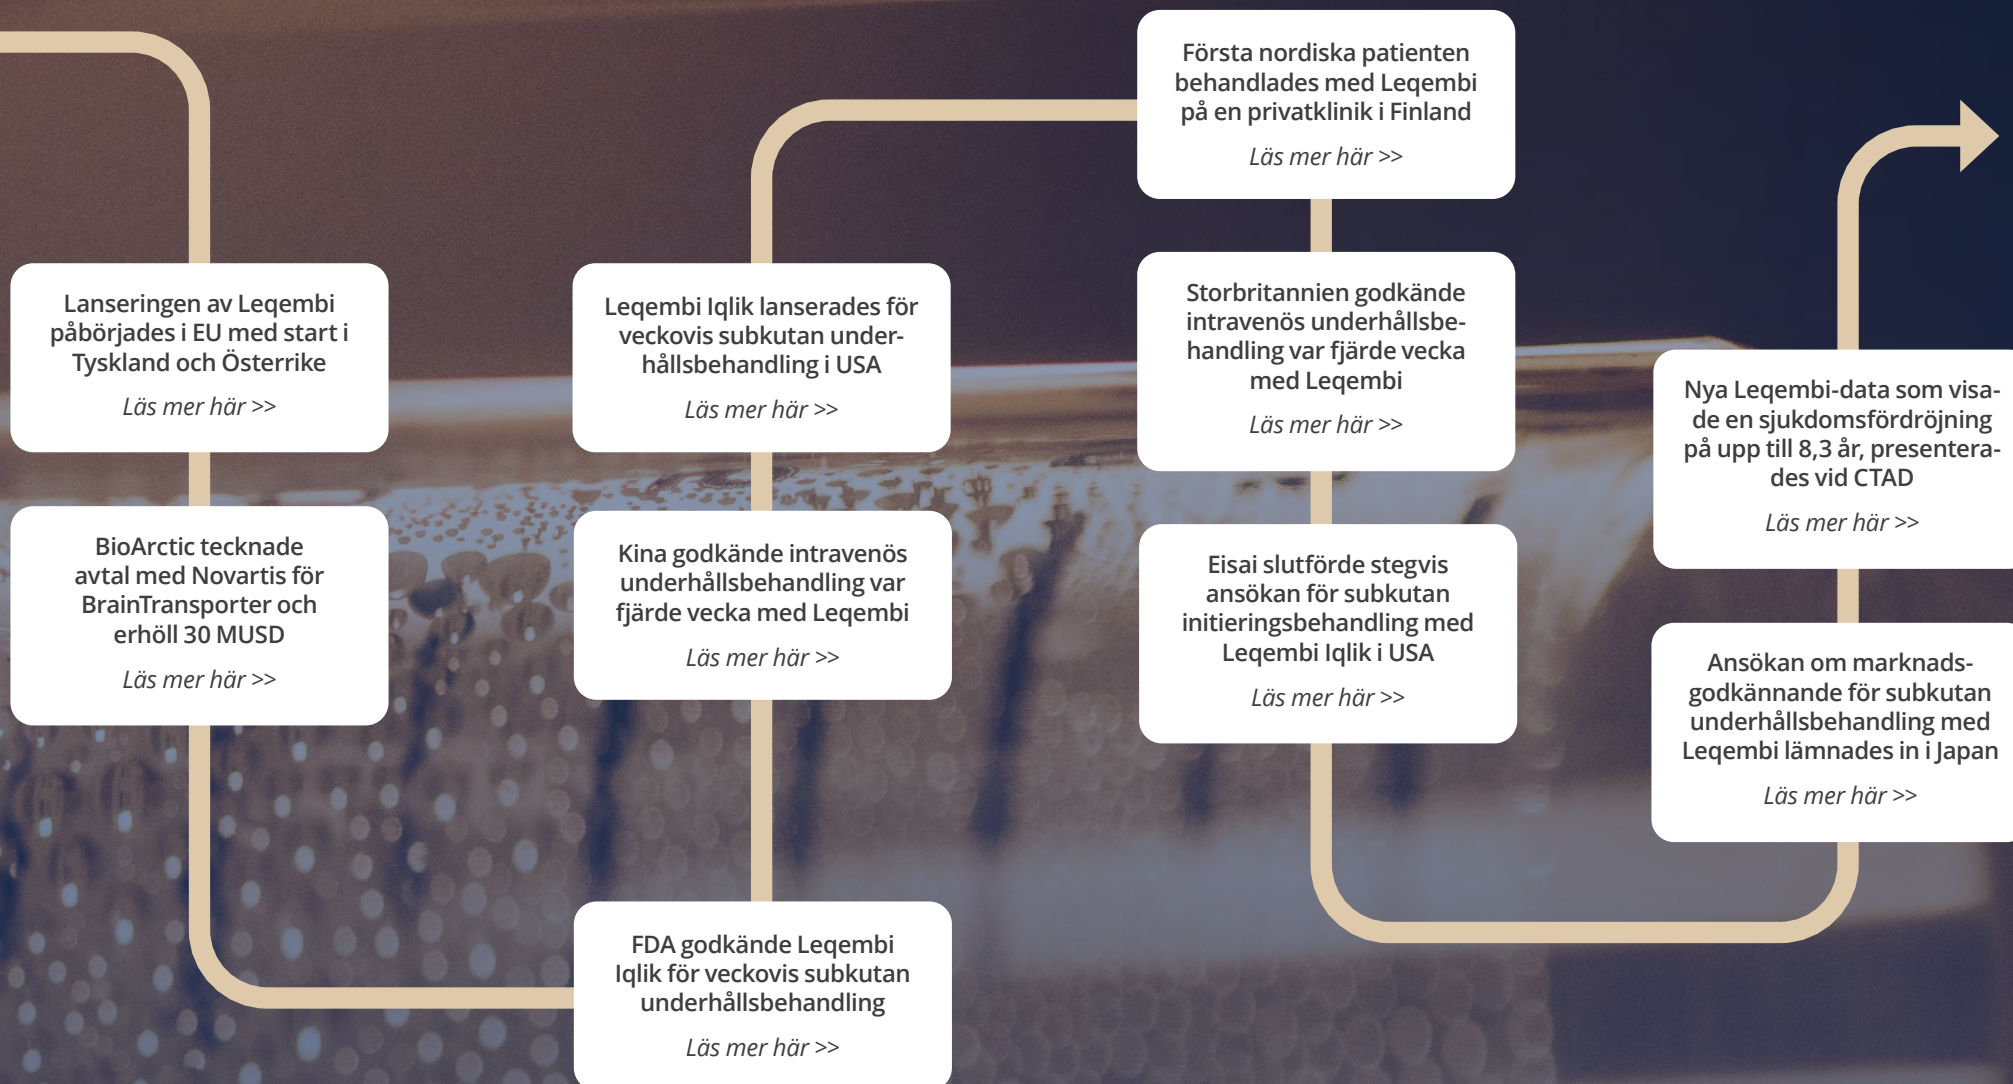 Lanseringen av Leqembi
påbörjades i EU med start i
Tyskland och Österrike
Läs mer här >>
BioArctic tecknade
avtal med Novartis för
BrainTransporter och
erhöll 30 MUSD
Läs mer här >>
FDA godkände Leqembi
Iqlik för veckovis subkutan
underhållsbehandling
Läs mer här >>
Kina godkände intravenös
underhållsbehandling var
fjärde vecka med Leqembi
Läs mer här >>
Leqembi Iqlik lanserades för
veckovis subkutan under-
hållsbehandling i USA
Läs mer här >>
Första nordiska patienten
behandlades med Leqembi
på en privatklinik i Finland
Läs mer här >>
Storbritannien godkände
intravenös underhållsbe-
handling var fjärde vecka
med Leqembi
Läs mer här >>
Eisai slutförde stegvis
ansökan för subkutan
initieringsbehandling med
Leqembi Iqlik i USA
Läs mer här >>
Ansökan om marknads-
godkännande för subkutan
underhållsbehandling med
Leqembi lämnades in i Japan
Läs mer här >>
Nya Leqembi-data som visa-
de en sjukdomsfördröjning
på upp till 8,3 år, presentera-
des vid CTAD
Läs mer här >>